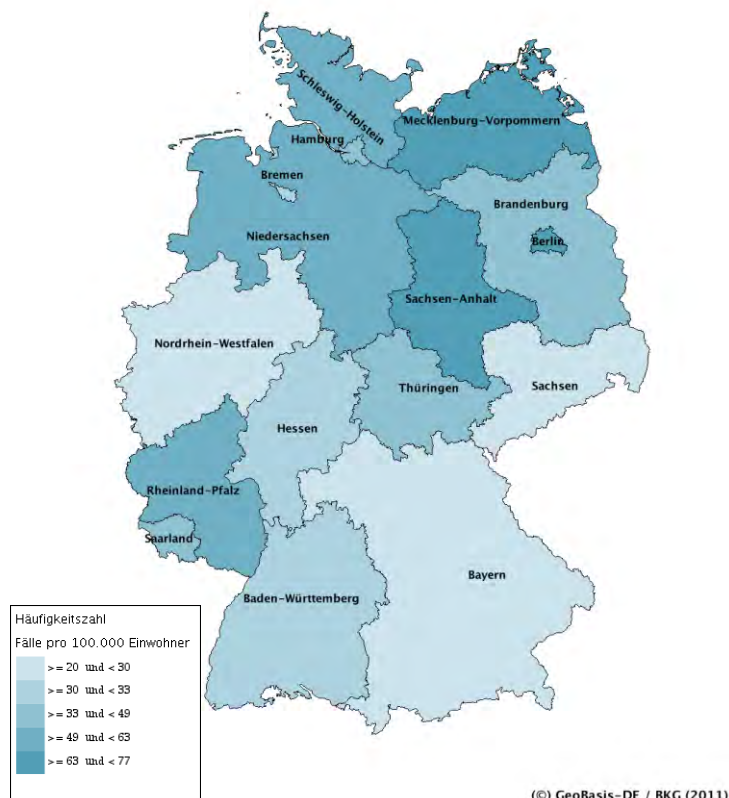 Schleswig-Holstein
Mecklenburg-Vorpommern
Hamburg
Bremen
Brandenburg
Niedersachsen
Berlin
Sachsen-Anhalt
Nordrhein-Westfalen
Thüringen
Sachsen
Hessen
Rheinland-Pfalz
Saarland
Bayern
Baden-Württemberg
Häufigkeitszahl
Fälle pro 100.000 Einwohner
>= 20 und < 30
>= 30 und < 33
>= 33 und < 49
>= 49 und < 63
>= 63 und < 77
(©) GeoBasis-DE / BKG (2011)